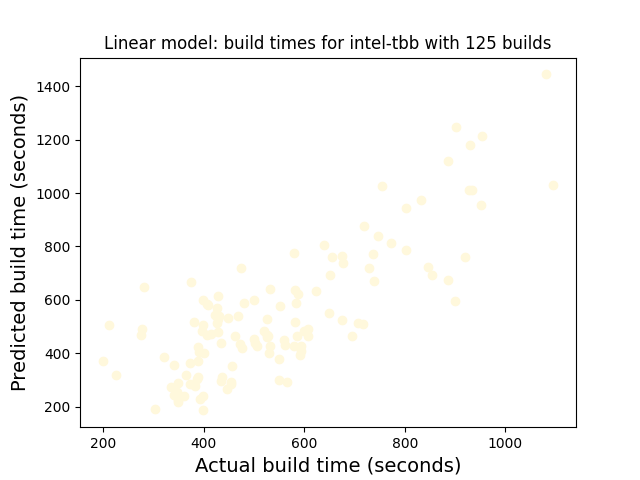 Linear model: build times for intel-tbb with 125 builds
1400
1200
1000
800
600
400
200
Predicted build time (seconds)
200 400 600 800 1000
Actual build time (seconds)